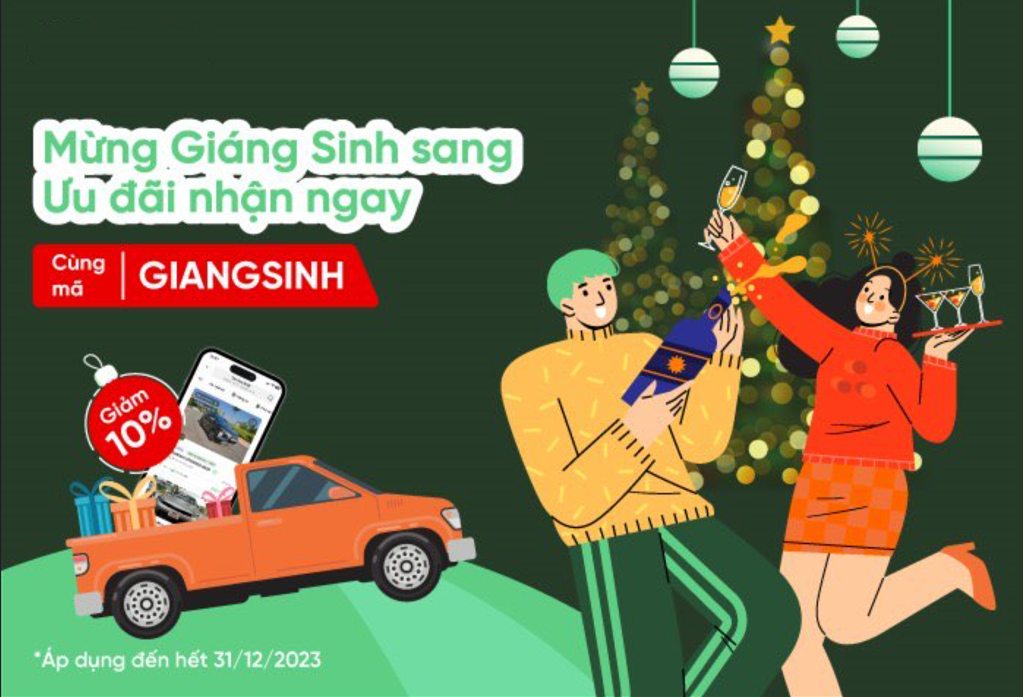 Mừng Giáng Sinh sang
Ưu đãi nhận ngay
Cùng
mã
GIANGSINH
Giảm
10%
*Áp dụng đến hết 31/12/2023